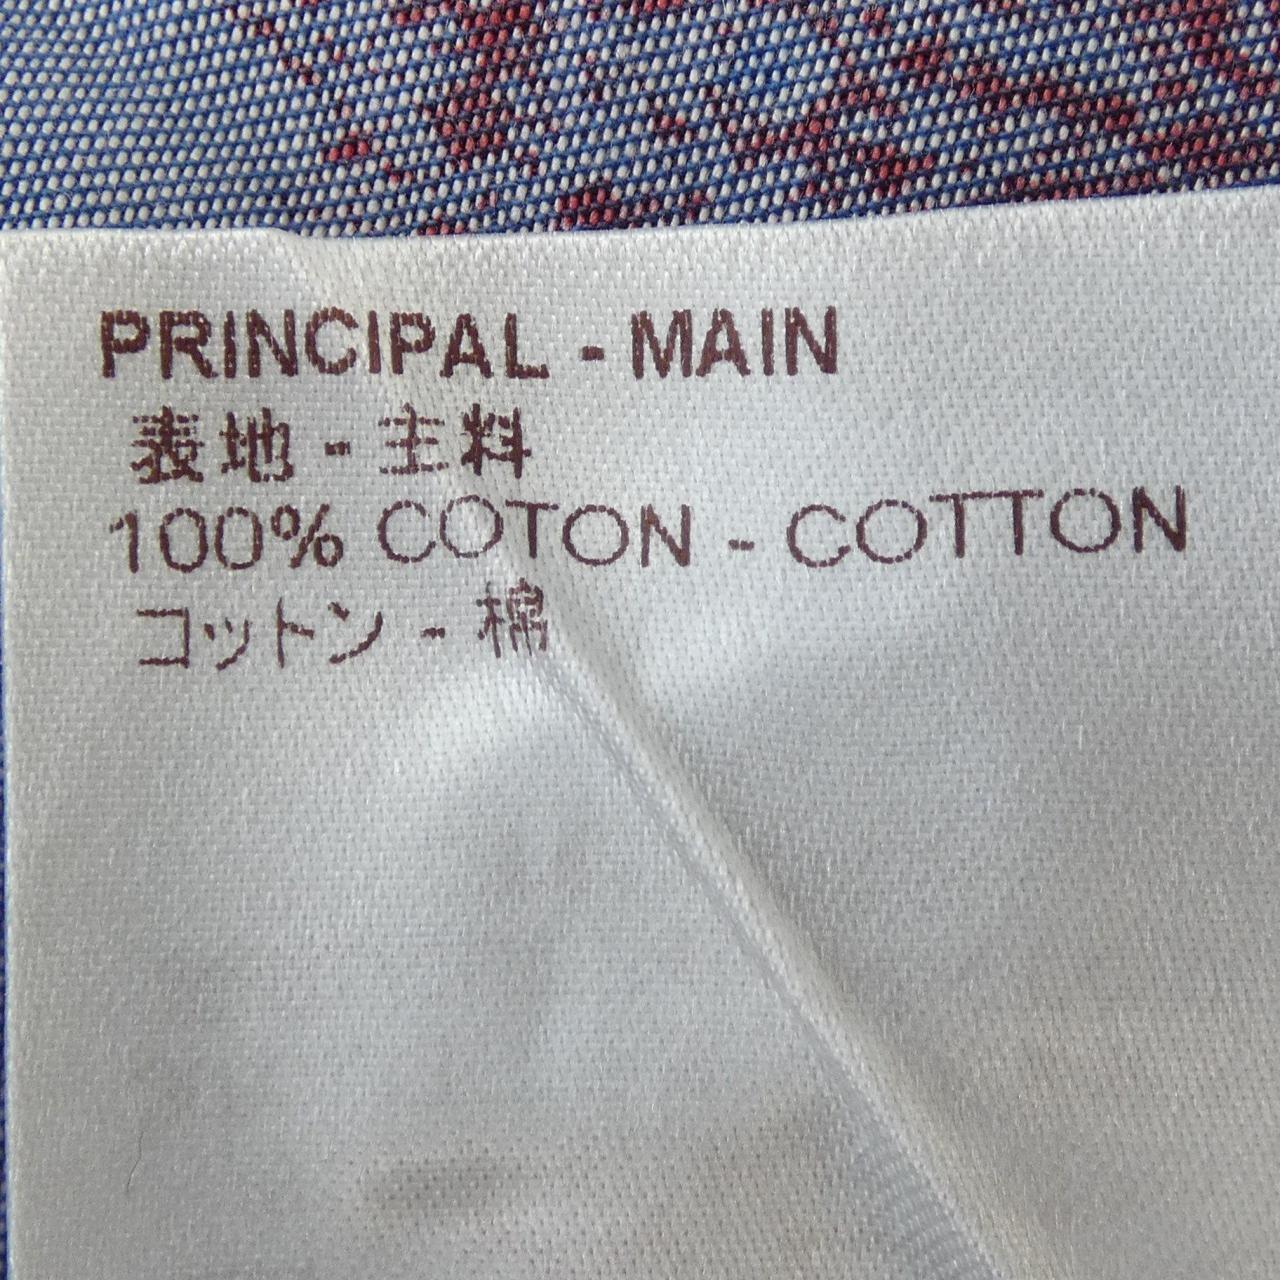 PRINCIPAL - MAIN
表地 - 主料
100% COTON - COTTON
コットン - 棉